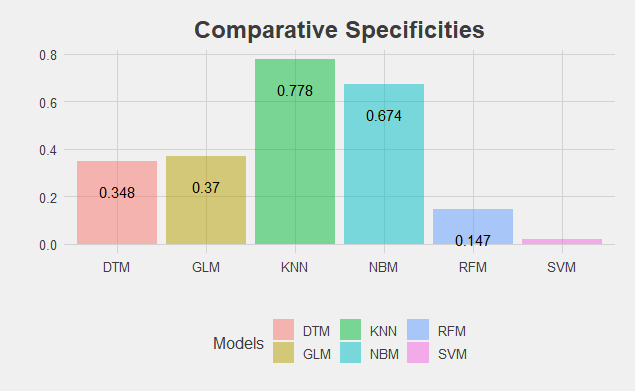 Comparative Specificities
0.8
0.6
0.4
0.2
0.0
0.348
0.37
0.778
0.674
0.147
DTM GLM KNN NBM RFM SVM
Models
DTM KNN RFM
GLM NBM SVM